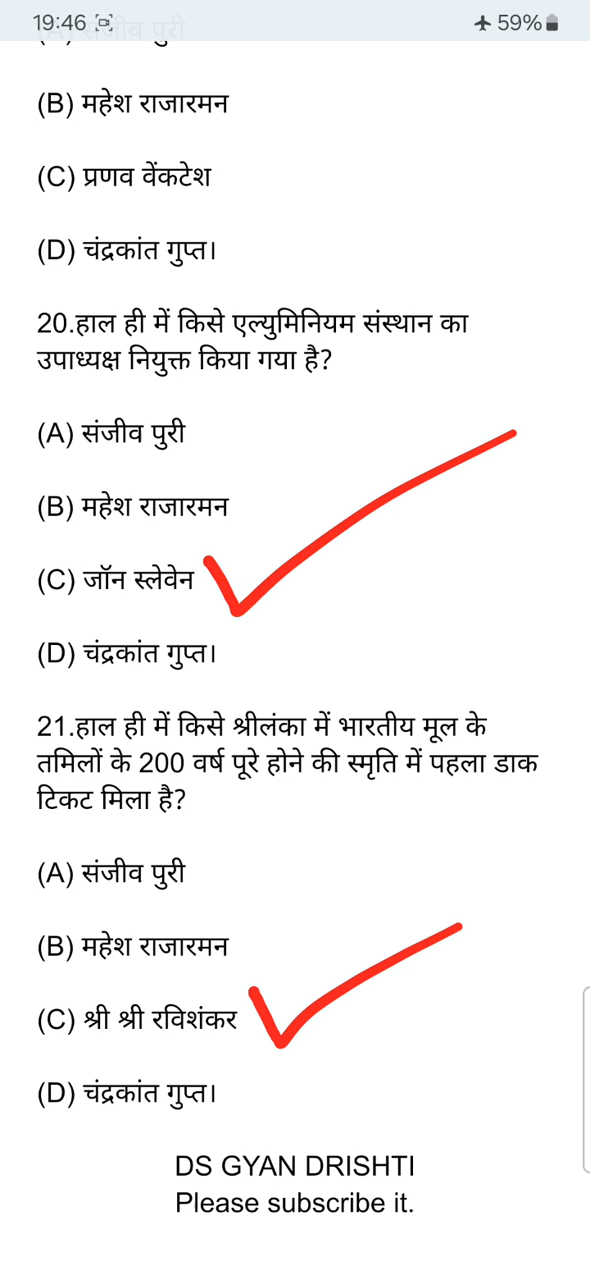 19:46
59%
(A) संजीव पुरी
(B) महेश राजारमन
(C) प्रणव वेंकटेश
(D) चंद्रकांत गुप्त।
20.हाल ही में किसे एल्युमिनियम संस्थान का
उपाध्यक्ष नियुक्त किया गया है?
(A) संजीव पुरी
(B) महेश राजारमन
(C) जॉन स्लेवेन
(D) चंद्रकांत गुप्त।
21.हाल ही में किसे श्रीलंका में भारतीय मूल के
तमिलों के 200 वर्ष पूरे होने की स्मृति में पहला डाक
टिकट मिला है?
(A) संजीव पुरी
(B) महेश राजारमन
(C) श्री श्री रविशंकर
(D) चंद्रकांत गुप्त।
DS GYAN DRISHTI
Please subscribe it.